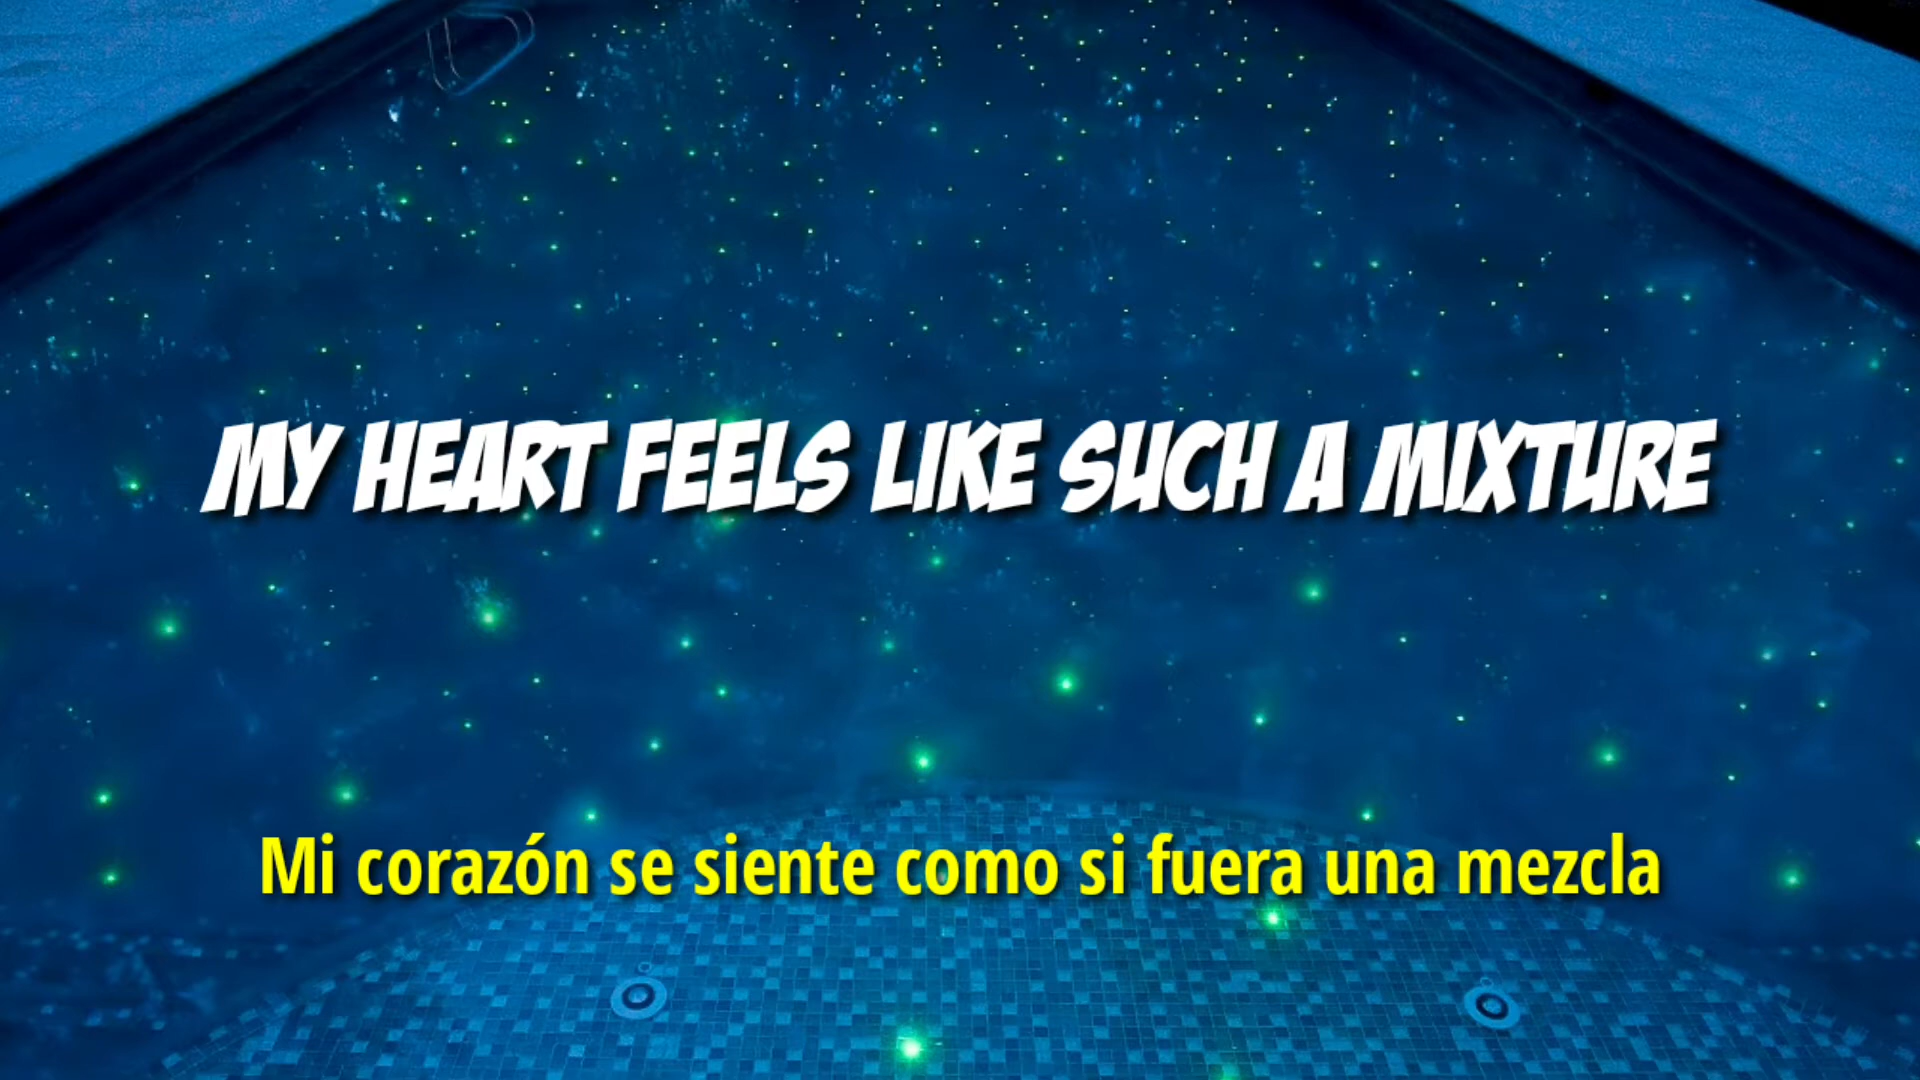 MY HEART FEELS LIKE SUCH A MIXTURE
Mi corazón se siente como si fuera una mezcla